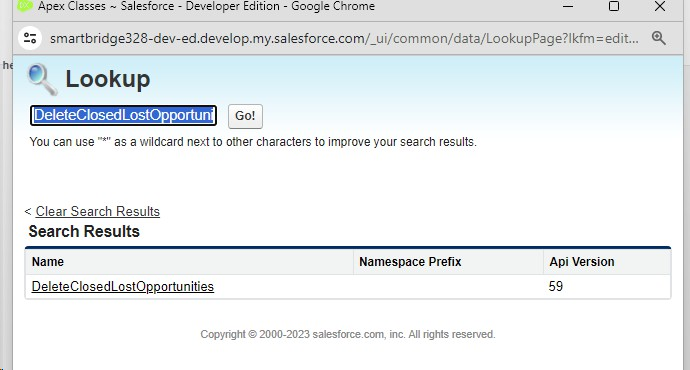 Apex Classes ~ Salesforce - Developer Edition - Google Chrome
smartbridge328-dev-ed.develop.my.salesforce.com/_ui/common/data/LookupPage?lkfm=edit...
he
Lookup
DeleteClosedLostOpportuni
Go!
You can use "*" as a wildcard next to other characters to improve your search results.
< Clear Search Results
Search Results
Name Namespace Prefix Api Version
DeleteClosedLostOpportunities 59
Copyright © 2000-2023 salesforce.com, inc. All rights reserved.